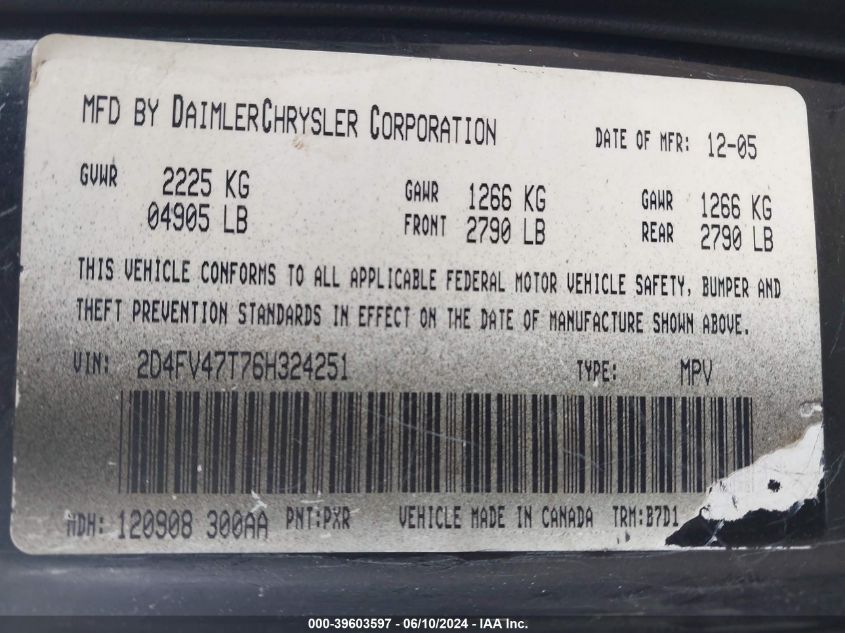 MFD BY DAIMLERCHRYSLER CORPORATION DATE OF MFR: 12-05
GVWR 2225 KG GAWR 1266 KG GAWR 1266 KG
04905 LB FRONT 2790 LB REAR 2790 LB
THIS VEHICLE CONFORMS TO ALL APPLICABLE FEDERAL MOTOR VEHICLE SAFETY, BUMPER AND
THEFT PREVENTION STANDARDS IN EFFECT ON THE DATE OF MANUFACTURE SHOWN ABOVE.
VIN: 2D4FV47T76H324251 TYPE: MPV
MDH: 120908 300AA PNT:PXR VEHICLE MADE IN CANADA TRM:B7D1
000-39603597 - 06/10/2024 - IAA Inc.